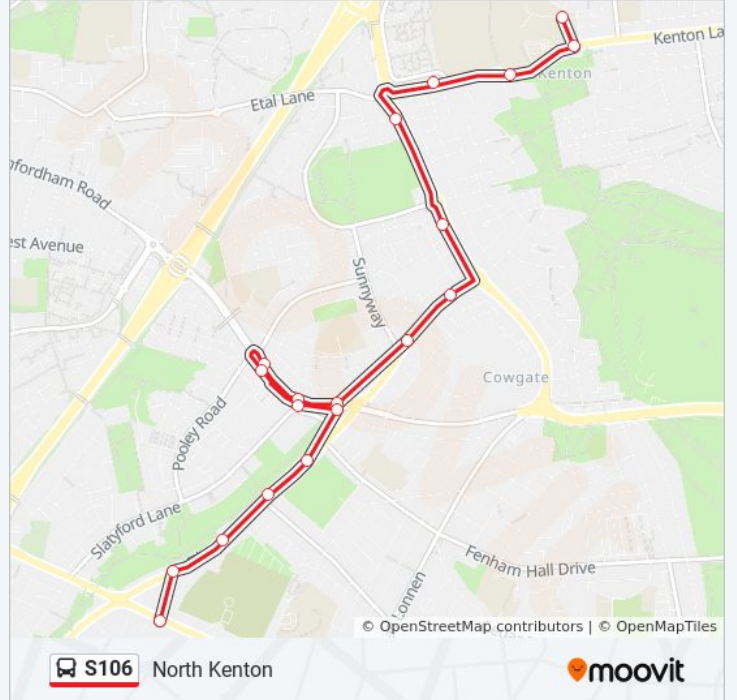 Kenton La
Kenton
Etal Lane
nfordham Road
est Avenue
Sunnyway
Cowgate
Pooley Road
Slatyford Lane
Fenham Hall Drive
Lonnen
© OpenStreetMap contributors | © OpenMapTiles
S106 North Kenton
moovit